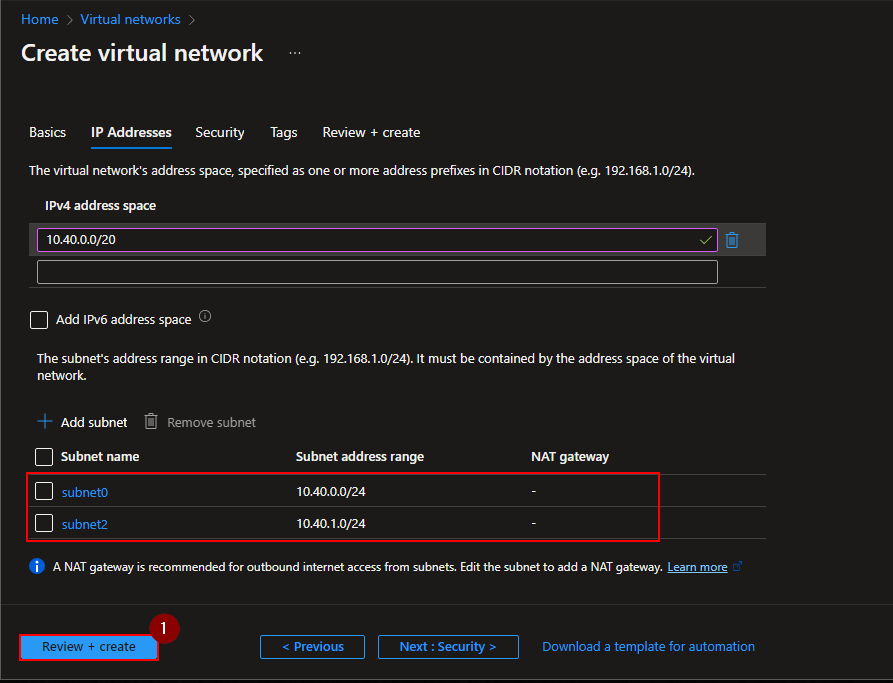 Home > Virtual networks >
Create virtual network ...
Basics IP Addresses Security Tags Review + create
The virtual network's address space, specified as one or more address prefixes in CIDR notation (e.g. 192.168.1.0/24).
IPv4 address space
10.40.0.0/20
Add IPv6 address space
The subnet's address range in CIDR notation (e.g. 192.168.1.0/24). It must be contained by the address space of the virtual
network.
Add subnet Remove subnet
Subnet name Subnet address range NAT gateway
subnet0 10.40.0.0/24 -
subnet2 10.40.1.0/24 -
A NAT gateway is recommended for outbound internet access from subnets. Edit the subnet to add a NAT gateway. Learn more
1
Review + create < Previous Next : Security > Download a template for automation